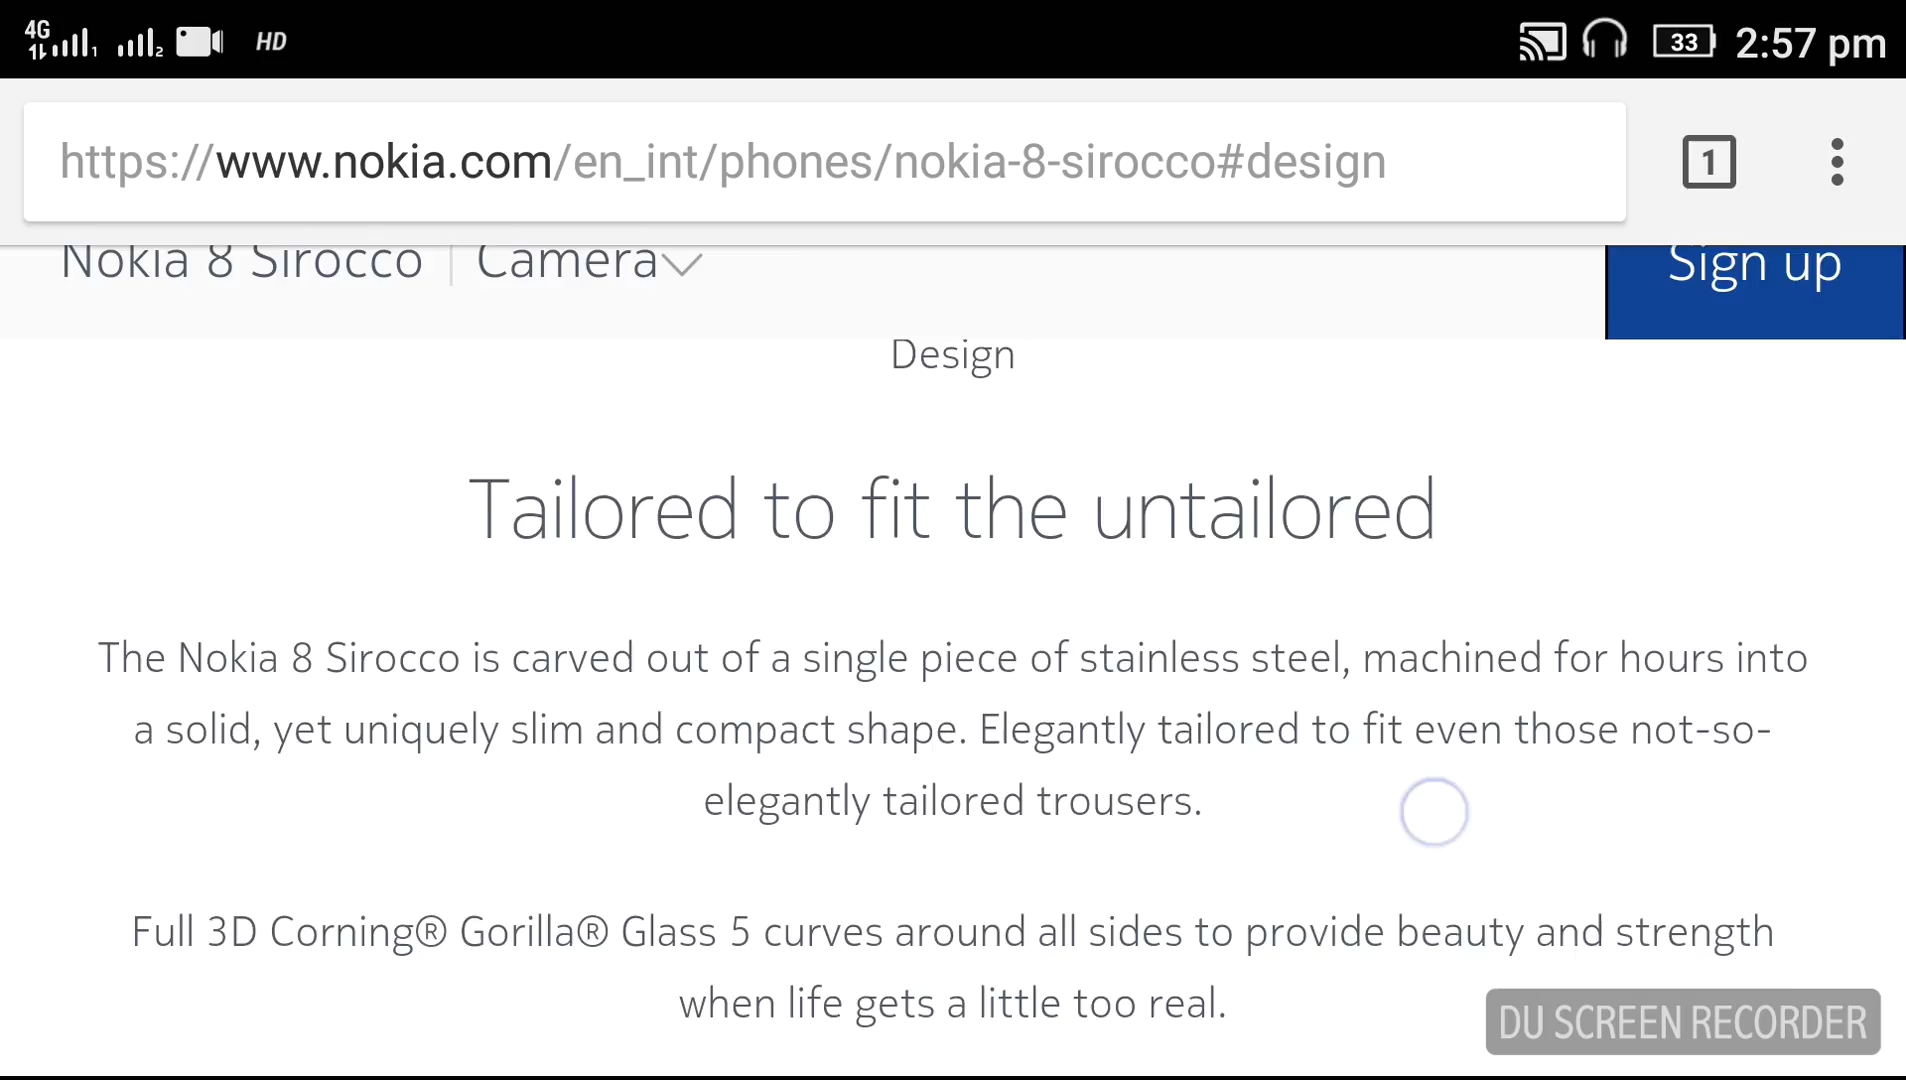 4G 1 2 HD 33 2:57 pm
https://www.nokia.com/en_int/phones/nokia-8-sirocco#design 1
Nokia 8 Sirocco | Camera Sign up
Design
Tailored to fit the untailored
The Nokia 8 Sirocco is carved out of a single piece of stainless steel, machined for hours into
a solid, yet uniquely slim and compact shape. Elegantly tailored to fit even those not-so-
elegantly tailored trousers.
Full 3D Corning® Gorilla® Glass 5 curves around all sides to provide beauty and strength
when life gets a little too real.
DU SCREEN RECORDER